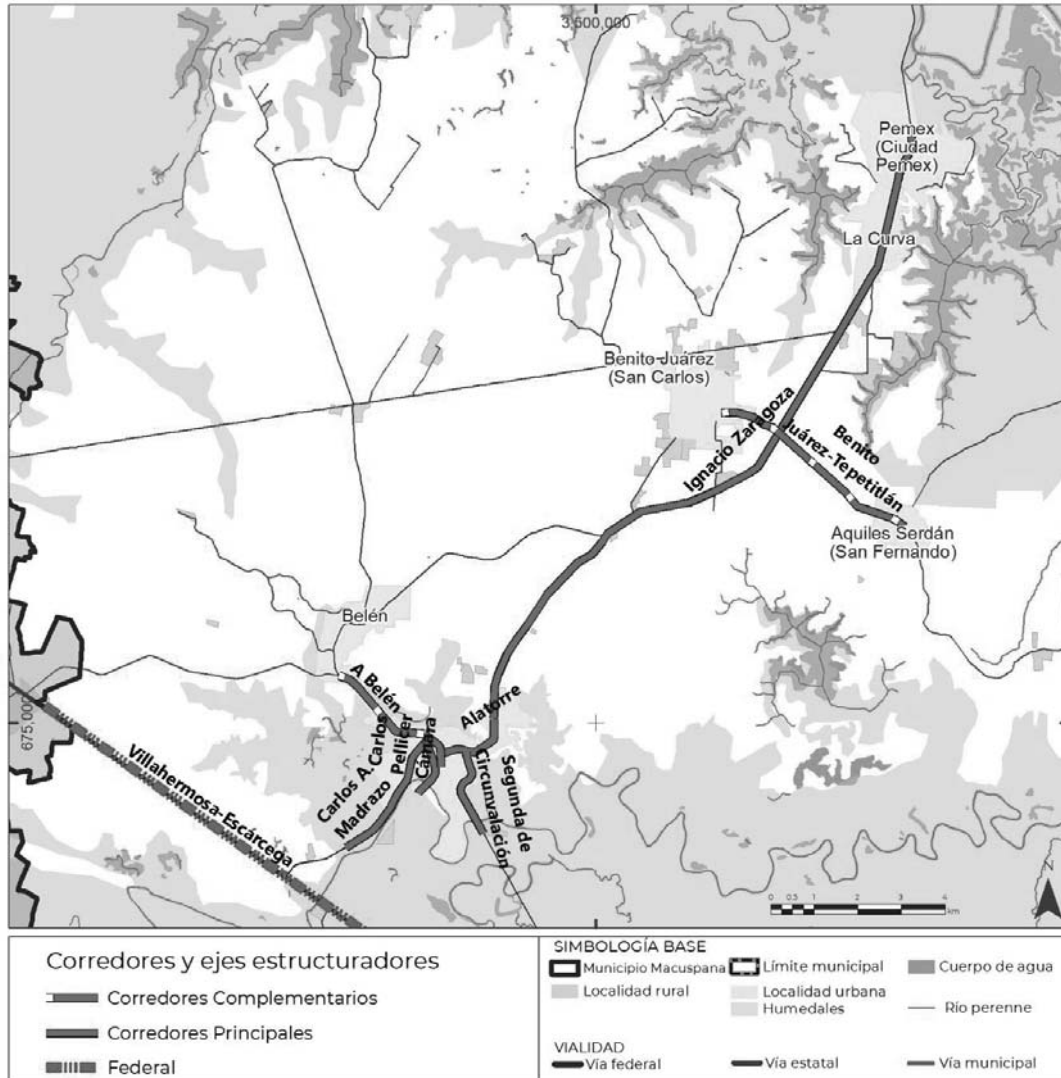 3,500,000
Pemex
(Ciudad
Pemex)
La Curva
Benito Juárez
(San Carlos)
Ignacio Zaragoza
Benito
Juárez-Tepetitlán
Aquiles Serdán
(San Fernando)
Belén
A Belén
Alatorre
675,000
Carlos
Pellicer
Cámara
Carlos A.
Madrazo
Villahermosa-Escárcega
Segunda de
Circunvalación
N
0 0.5 1 2 3 4
km
Corredores y ejes estructuradores
Corredores Complementarios
Corredores Principales
Federal
SIMBOLOGÍA BASE
Municipio Macuspana
Límite municipal
Cuerpo de agua
Localidad rural
Localidad urbana
Humedales
Río perenne
VIALIDAD
Vía federal
Vía estatal
Vía municipal